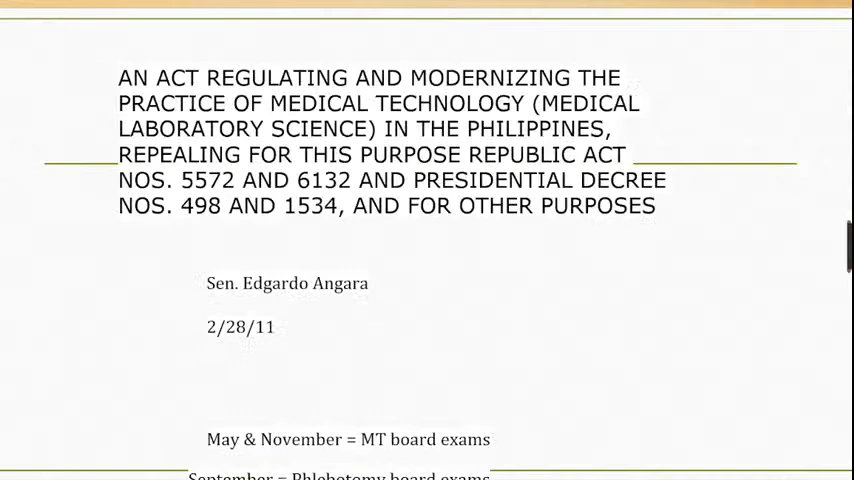 AN ACT REGULATING AND MODERNIZING THE
PRACTICE OF MEDICAL TECHNOLOGY (MEDICAL
LABORATORY SCIENCE) IN THE PHILIPPINES,
REPEALING FOR THIS PURPOSE REPUBLIC ACT
NOS. 5572 AND 6132 AND PRESIDENTIAL DECREE
NOS. 498 AND 1534, AND FOR OTHER PURPOSES
Sen. Edgardo Angara
2/28/11
May & November = MT board exams
September = Phlebotomy board exams